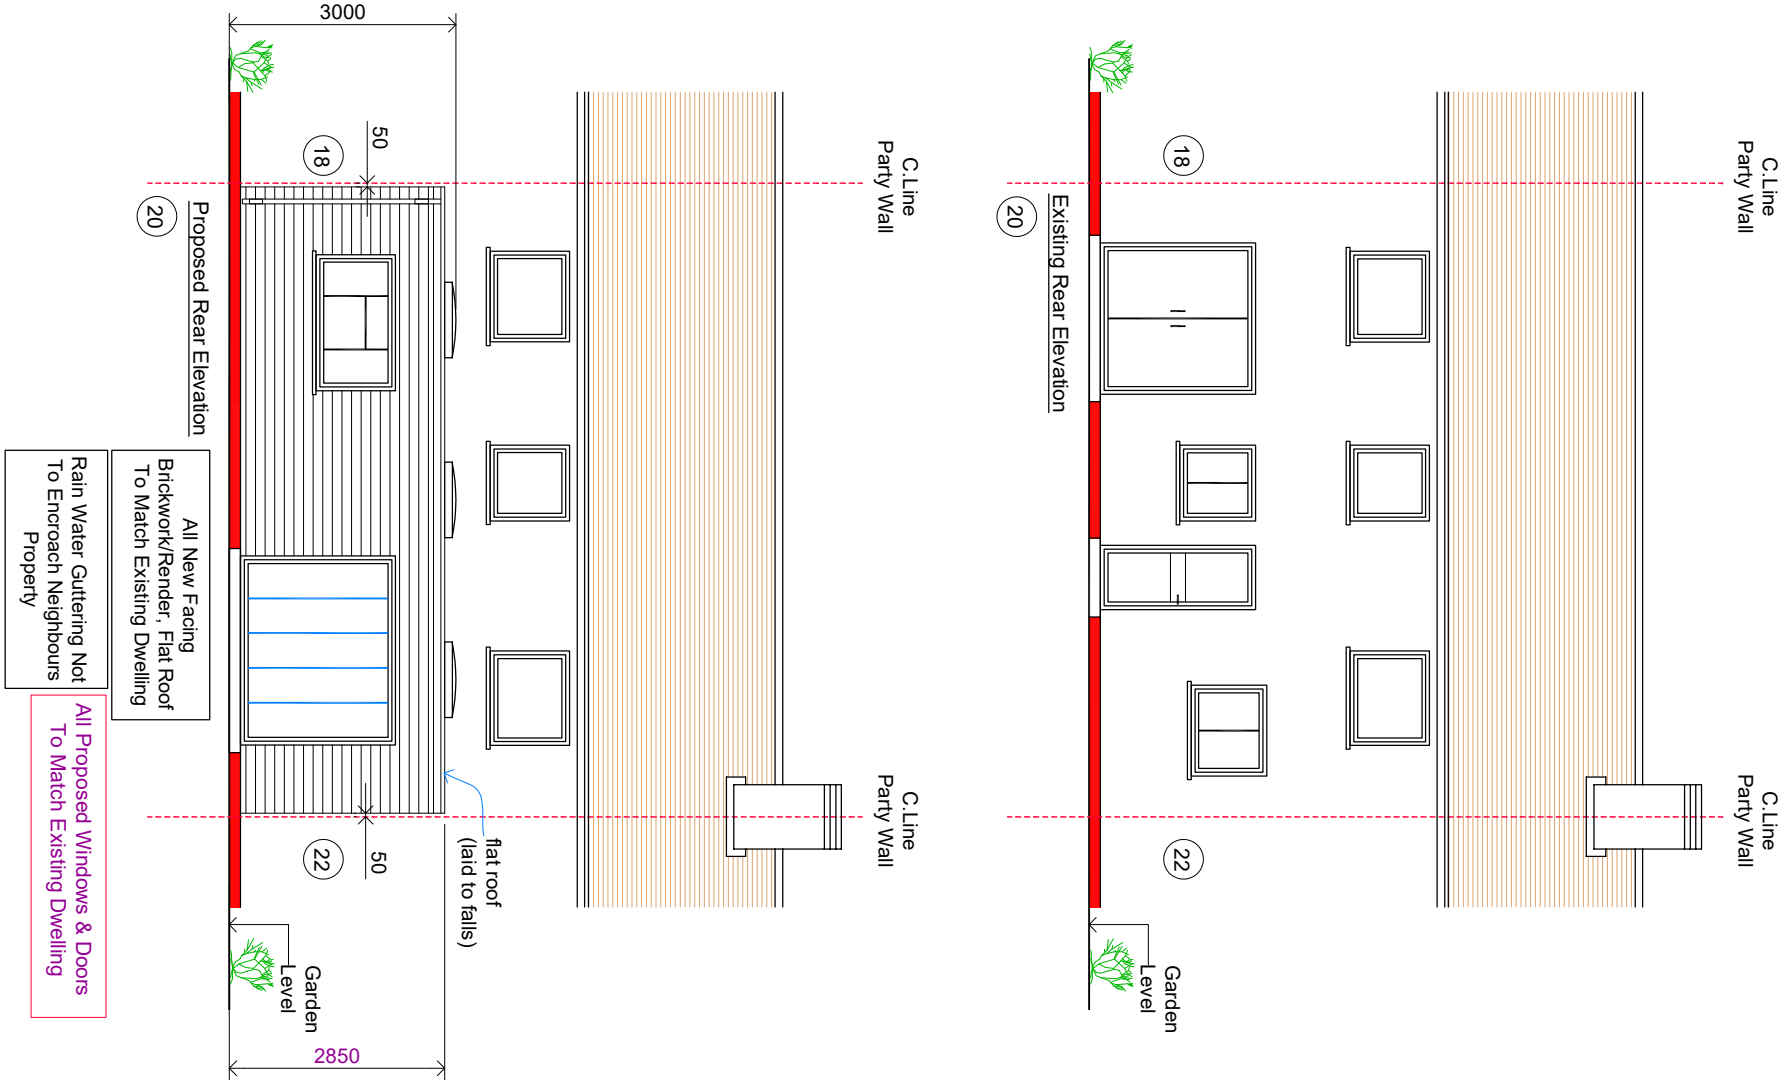 C.Line
Party Wall
C.Line
Party Wall
18
20
22
Existing Rear Elevation
Garden
Level
C.Line
Party Wall
C.Line
Party Wall
3000
50
18
20
flat roof
(laid to falls)
50
22
Garden
Level
2850
Proposed Rear Elevation
All New Facing
Brickwork/Render, Flat Roof
To Match Existing Dwelling
Rain Water Guttering Not
To Encroach Neighbours
Property
All Proposed Windows & Doors
To Match Existing Dwelling